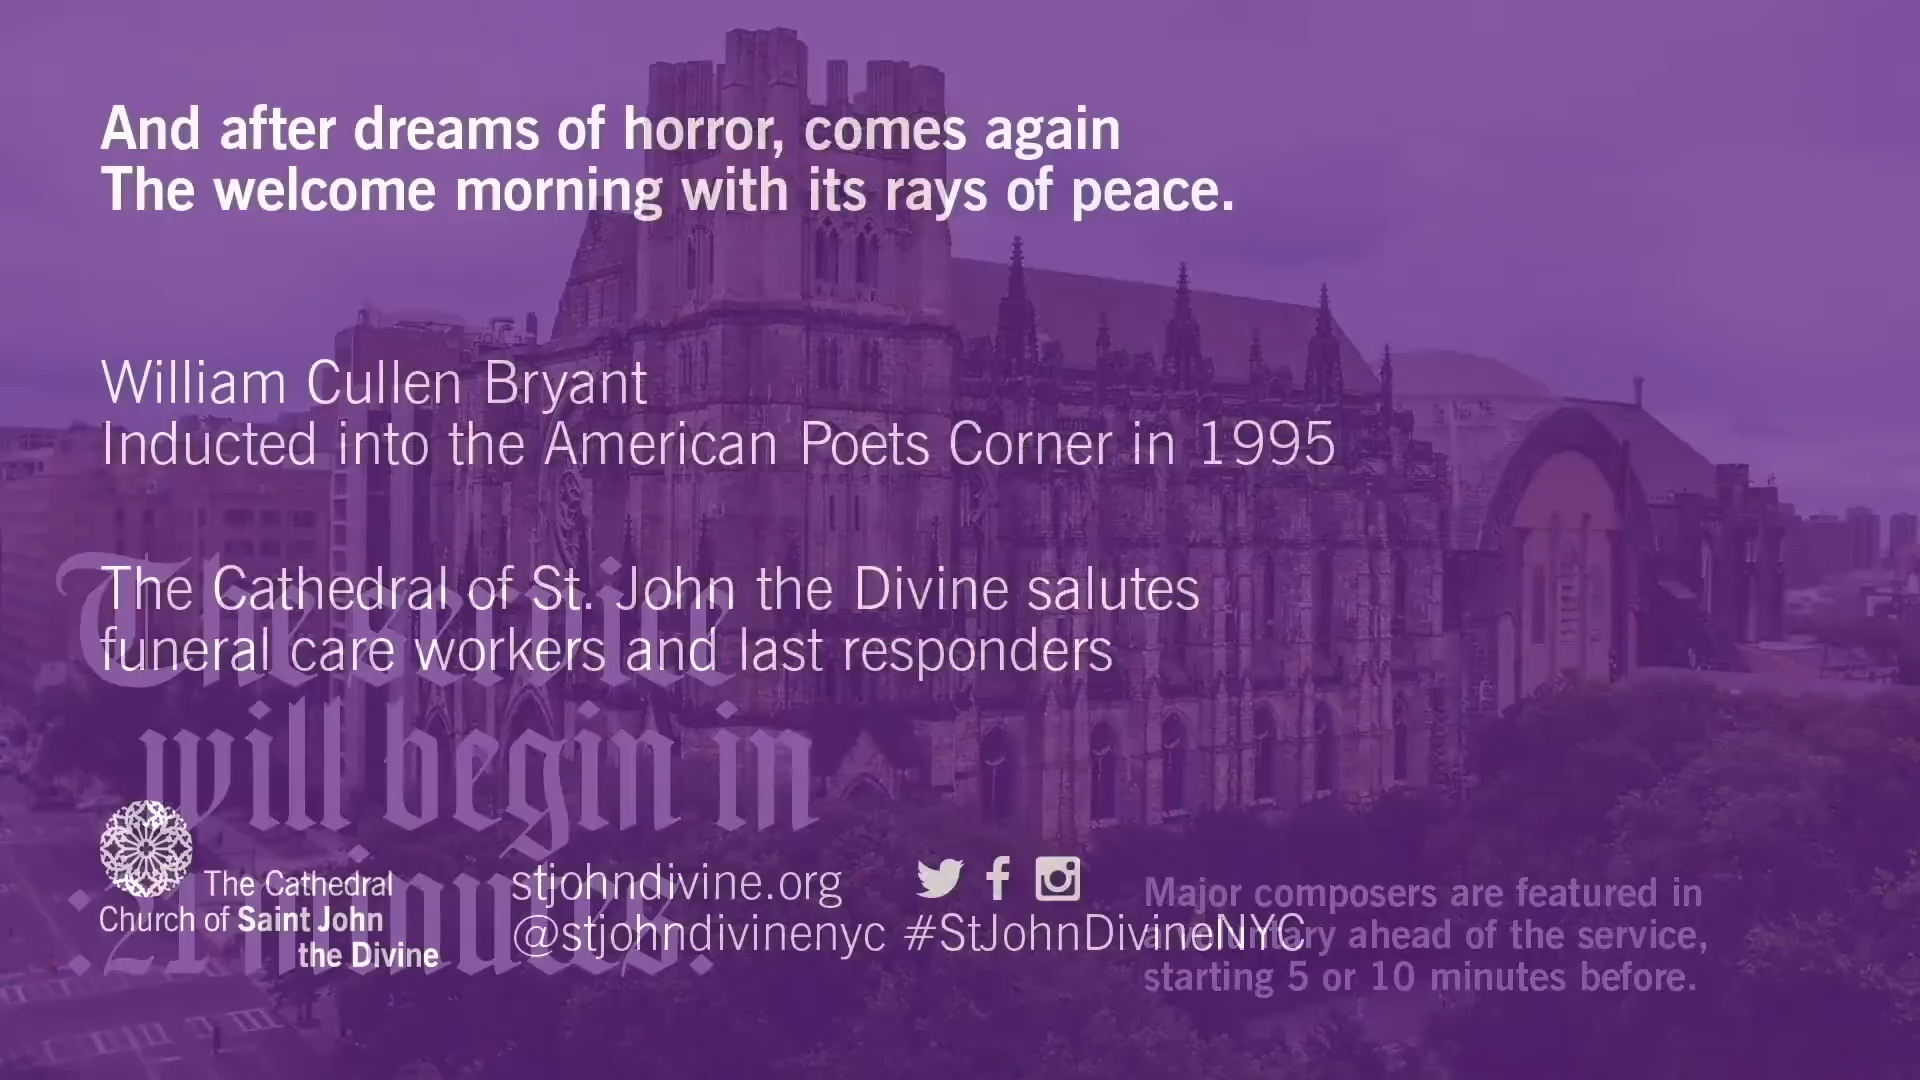 And after dreams of horror, comes again
The welcome morning with its rays of peace.
William Cullen Bryant
Inducted into the American Poets Corner in 1995
The Cathedral of St. John the Divine salutes
funeral care workers and last responders
The service
will begin in
:21 minutes.
The Cathedral
Church of Saint John
the Divine
stjohndivine.org
@stjohndivinenyc #StJohnDivineNYC
Major composers are featured in
ahead of the service,
starting 5 or 10 minutes before.